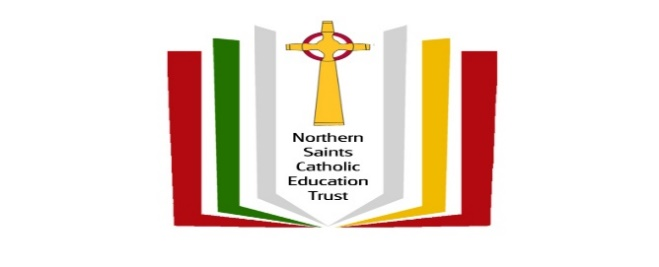 Northern
Saints
Catholic
Education
Trust